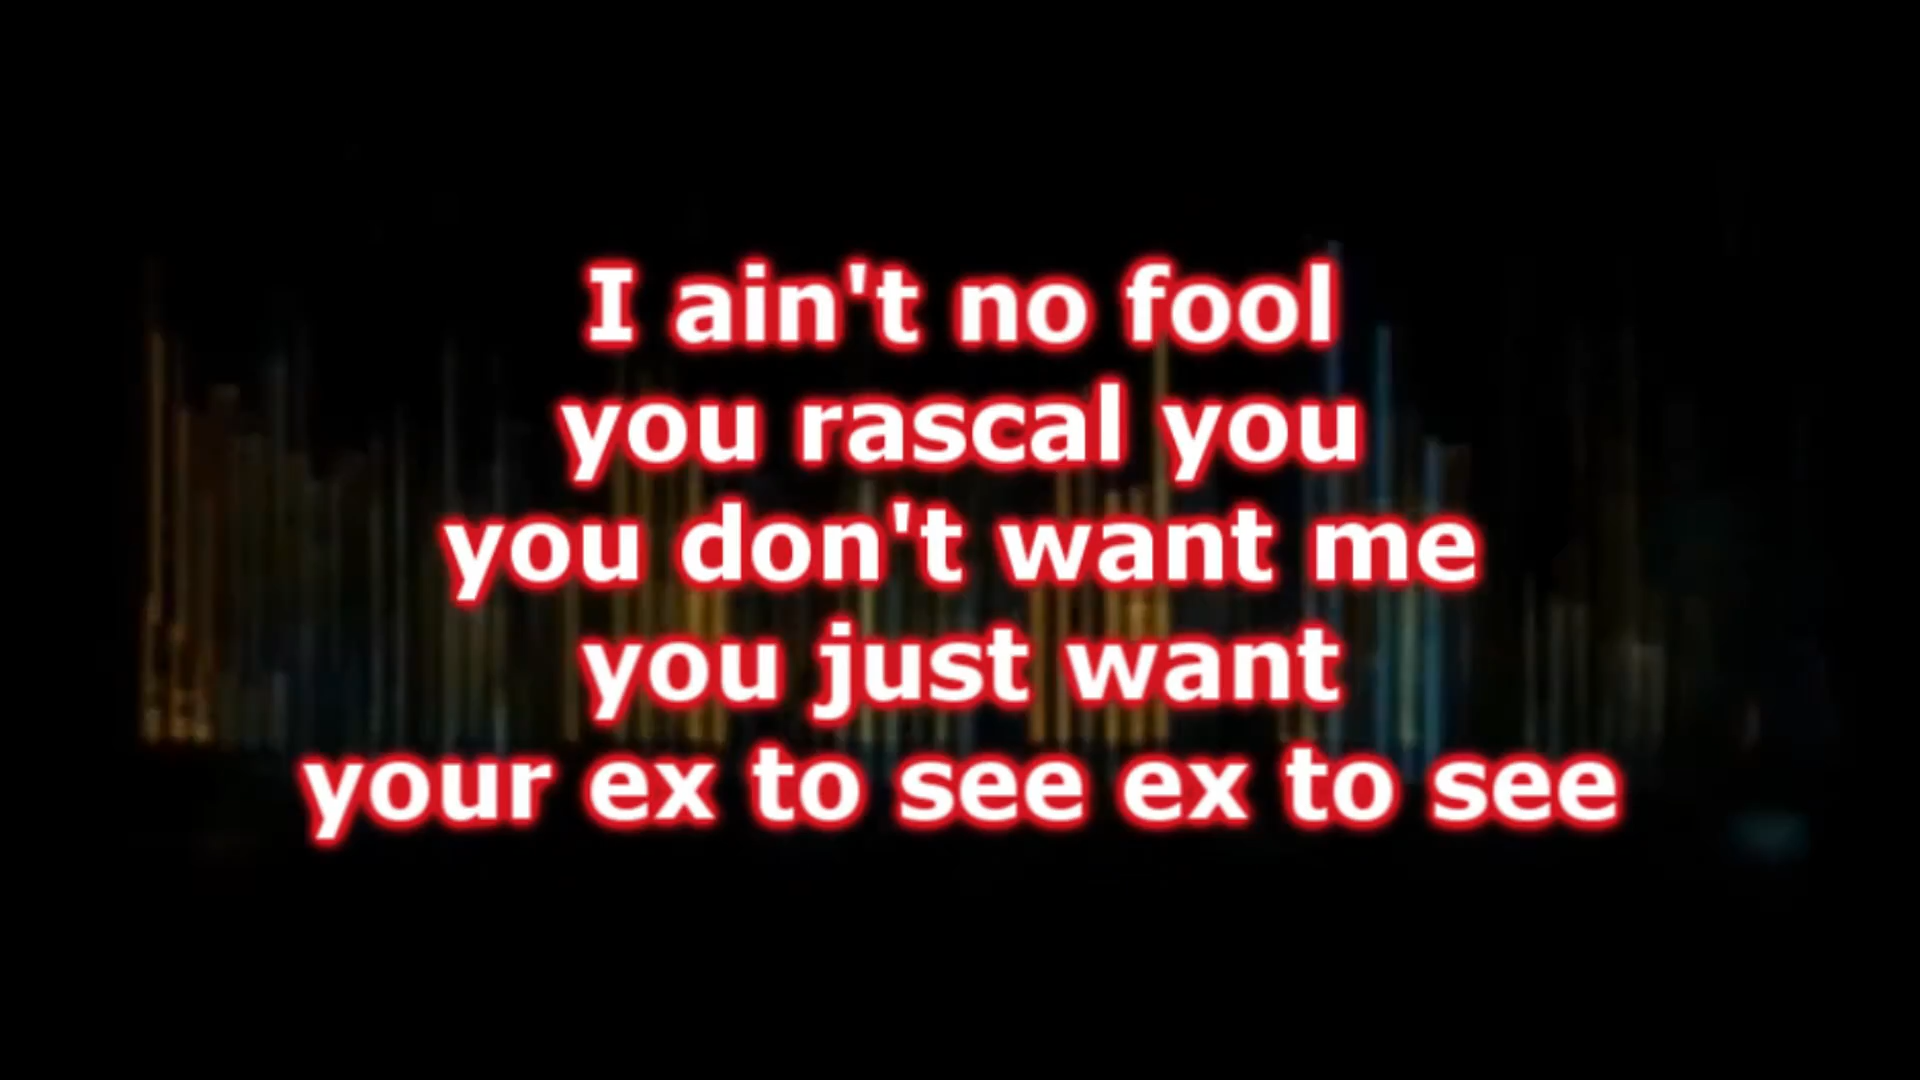 I ain't no fool
you rascal you
you don't want me
you just want
your ex to see ex to see